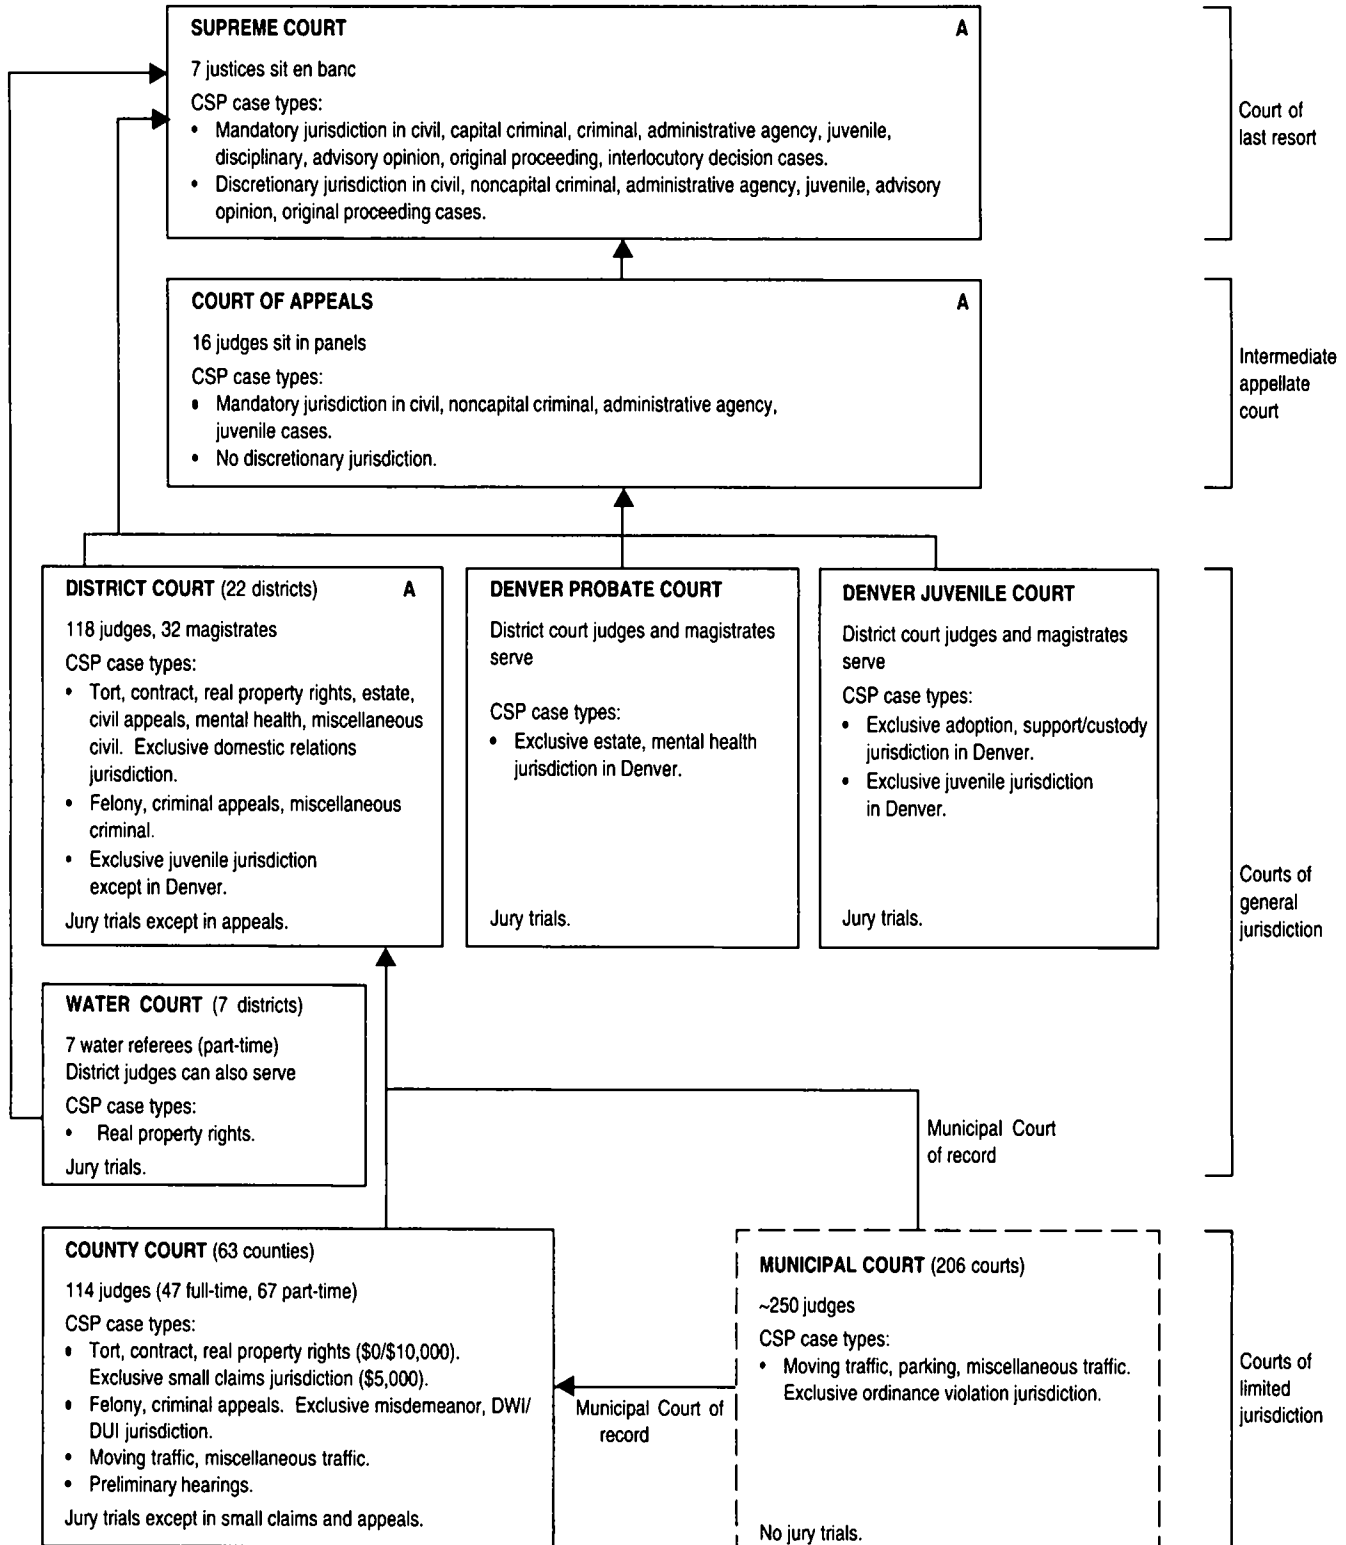 SUPREME COURT A
7 justices sit en banc
CSP case types:
• Mandatory jurisdiction in civil, capital criminal, criminal, administrative agency, juvenile,
disciplinary, advisory opinion, original proceeding, interlocutory decision cases.
• Discretionary jurisdiction in civil, noncapital criminal, administrative agency, juvenile, advisory
opinion, original proceeding cases.
Court of
last resort
COURT OF APPEALS A
16 judges sit in panels
CSP case types:
• Mandatory jurisdiction in civil, noncapital criminal, administrative agency,
juvenile cases.
• No discretionary jurisdiction.
Intermediate
appellate
court
DISTRICT COURT (22 districts) A
118 judges, 32 magistrates
CSP case types:
• Tort, contract, real property rights, estate,
civil appeals, mental health, miscellaneous
civil. Exclusive domestic relations
jurisdiction.
• Felony, criminal appeals, miscellaneous
criminal.
• Exclusive juvenile jurisdiction
except in Denver.
Jury trials except in appeals.
DENVER PROBATE COURT
District court judges and magistrates
serve
CSP case types:
• Exclusive estate, mental health
jurisdiction in Denver.
Jury trials.
DENVER JUVENILE COURT
District court judges and magistrates
serve
CSP case types:
• Exclusive adoption, support/custody
jurisdiction in Denver.
• Exclusive juvenile jurisdiction
in Denver.
Jury trials.
Courts of
general
jurisdiction
WATER COURT (7 districts)
7 water referees (part-time)
District judges can also serve
CSP case types:
• Real property rights.
Jury trials.
Municipal Court
of record
COUNTY COURT (63 counties)
114 judges (47 full-time, 67 part-time)
CSP case types:
• Tort, contract, real property rights ($0/$10,000).
Exclusive small claims jurisdiction ($5,000).
• Felony, criminal appeals. Exclusive misdemeanor, DWI/
DUI jurisdiction.
• Moving traffic, miscellaneous traffic.
• Preliminary hearings.
Jury trials except in small claims and appeals.
Municipal Court of
record
MUNICIPAL COURT (206 courts)
~250 judges
CSP case types:
• Moving traffic, parking, miscellaneous traffic.
Exclusive ordinance violation jurisdiction.
No jury trials.
Courts of
limited
jurisdiction